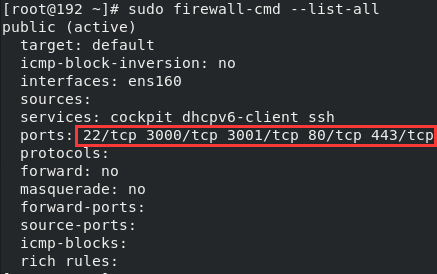 [root@192 ~]# sudo firewall-cmd --list-all
public (active)
  target: default
  icmp-block-inversion: no
  interfaces: ens160
  sources:
  services: cockpit dhcpv6-client ssh
  ports: 22/tcp 3000/tcp 3001/tcp 80/tcp 443/tcp
  protocols:
  forward: no
  masquerade: no
  forward-ports:
  source-ports:
  icmp-blocks:
  rich rules: